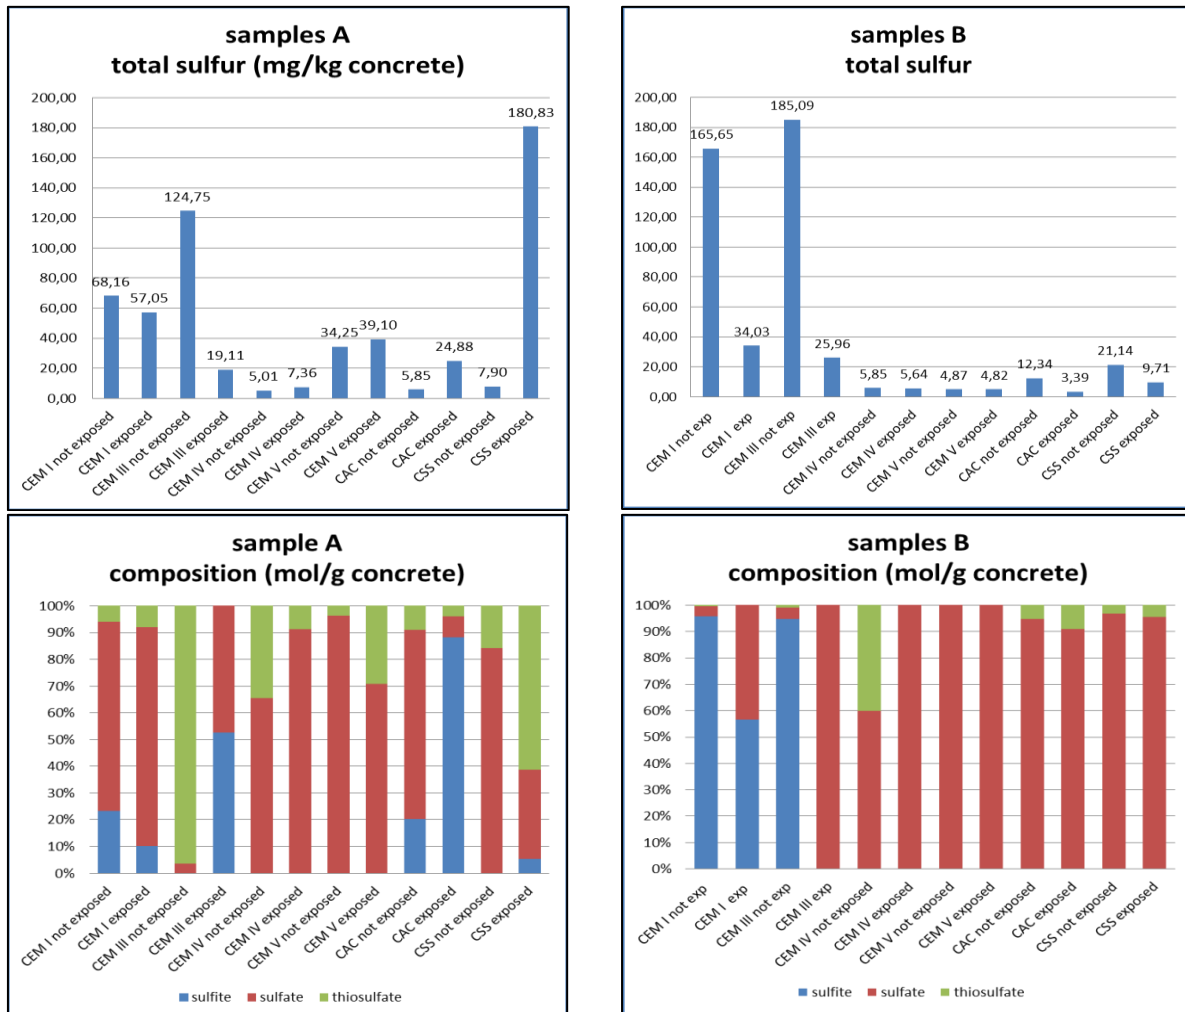 samples A
total sulfur (mg/kg concrete)
200,00
180,00
160,00
140,00
120,00
100,00
80,00
60,00
40,00
20,00
0,00
68,16
57,05
124,75
19,11
5,01
7,36
34,25
39,10
5,85
24,88
7,90
180,83
CEM I not exposed
CEM I exposed
CEM III not exposed
CEM III exposed
CEM IV not exposed
CEM IV exposed
CEM V not exposed
CEM V exposed
CAC not exposed
CAC exposed
CSS not exposed
CSS exposed
samples B
total sulfur
200,00
180,00
160,00
140,00
120,00
100,00
80,00
60,00
40,00
20,00
0,00
165,65
34,03
185,09
25,96
5,85
5,64
4,87
4,82
12,34
3,39
21,14
9,71
CEM I not exp
CEM I exp
CEM III not exp
CEM III exp
CEM IV not exposed
CEM IV exposed
CEM V not exposed
CEM V exposed
CAC not exposed
CAC exposed
CSS not exposed
CSS exposed
sample A
composition (mol/g concrete)
100%
90%
80%
70%
60%
50%
40%
30%
20%
10%
0%
CEM I not exposed
CEM I exposed
CEM III not exposed
CEM III exposed
CEM IV not exposed
CEM IV exposed
CEM V not exposed
CEM V exposed
CAC not exposed
CAC exposed
CSS not exposed
CSS exposed
sulfite sulfate thiosulfate
samples B
composition (mol/g concrete)
100%
90%
80%
70%
60%
50%
40%
30%
20%
10%
0%
CEM I not exp
CEM I exp
CEM III not exp
CEM III exp
CEM IV not exposed
CEM IV exposed
CEM V not exposed
CEM V exposed
CAC not exposed
CAC exposed
CSS not exposed
CSS exposed
sulfite sulfate thiosulfate